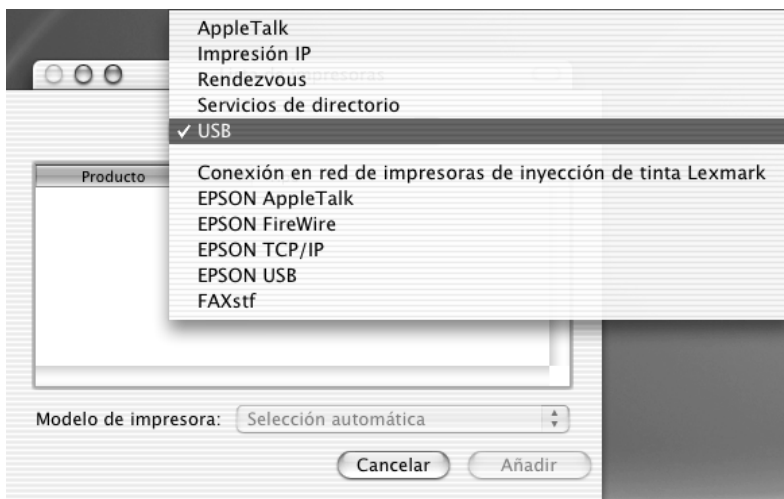 AppleTalk
Impresión IP
Rendezvous
Servicios de directorio
✓ USB
Conexión en red de impresoras de inyección de tinta Lexmark
EPSON AppleTalk
EPSON FireWire
EPSON TCP/IP
EPSON USB
FAXstf
Producto
Modelo de impresora: Selección automática
Cancelar Añadir